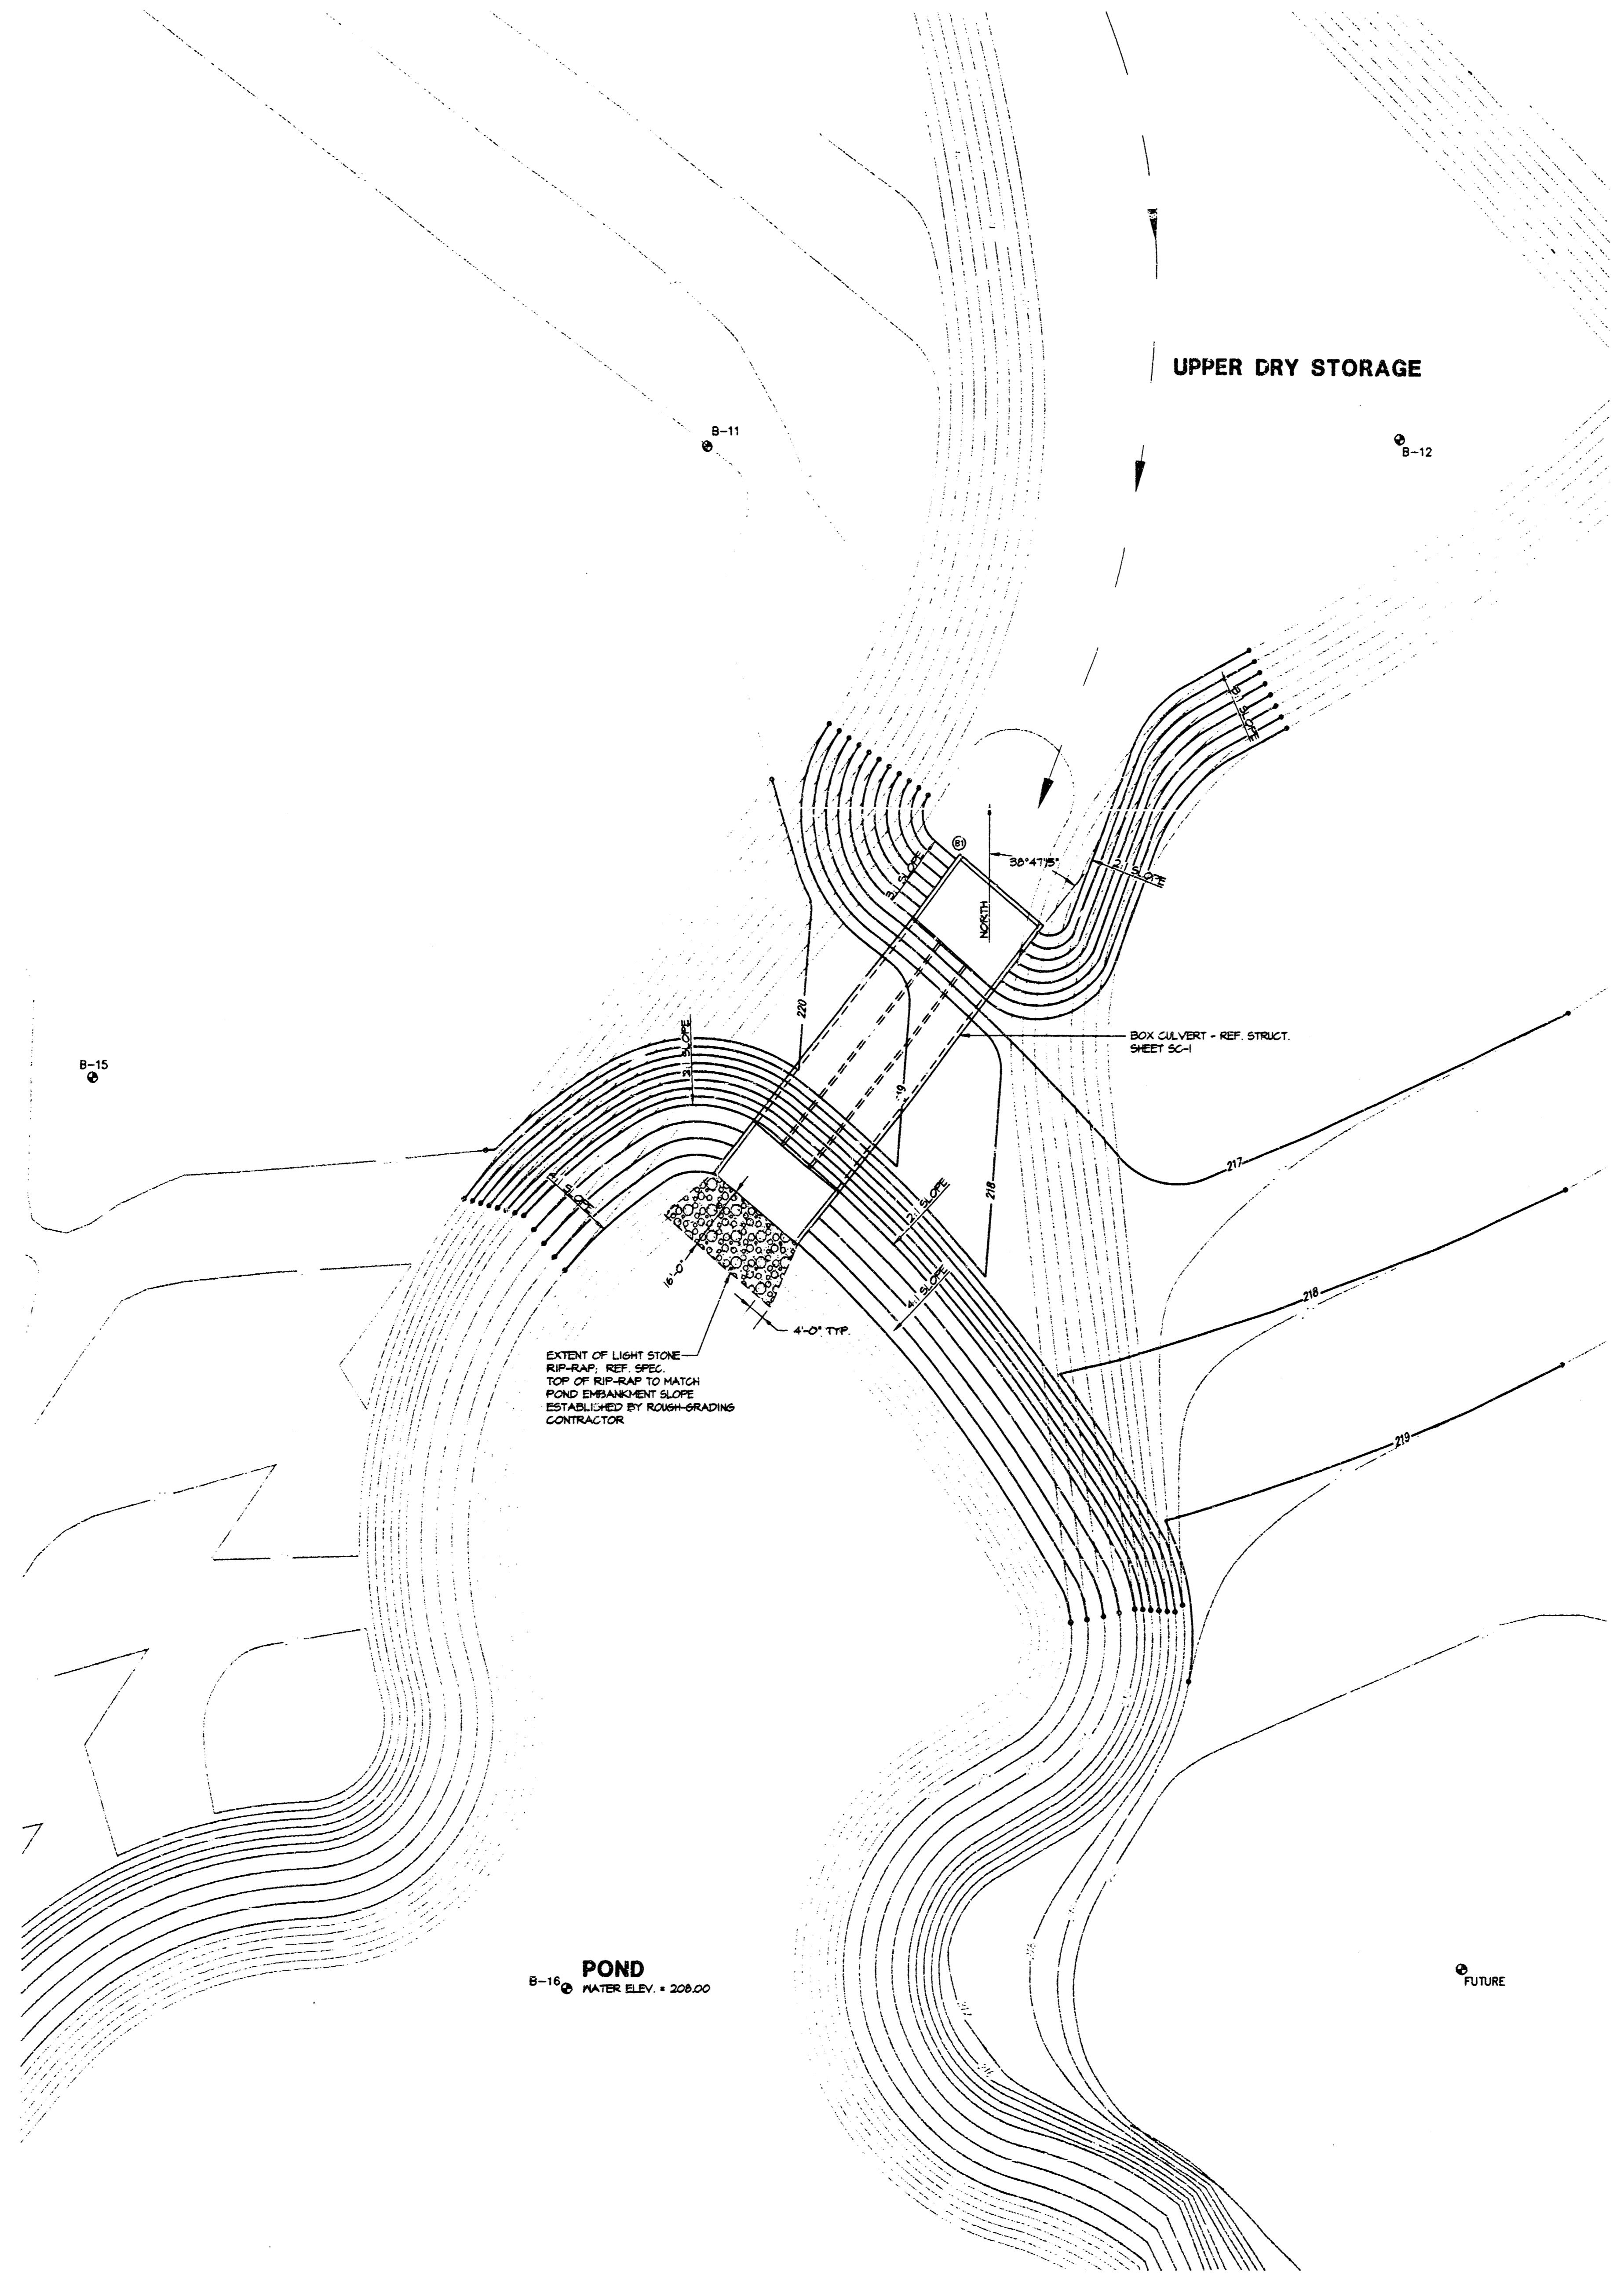 UPPER DRY STORAGE
B-11
B-12
3:1 SLOPE
B1
38°47'15"
3:1 SLOPE
2:1 SLOPE
NORTH
220
2:1 SLOPE
BOX CULVERT - REF. STRUCT.
SHEET SC-1
B-15
219
217
218
SLOPE
2:1 SLOPE
16'-0"
4:1 SLOPE
218
4'-0" TYP.
EXTENT OF LIGHT STONE
RIP-RAP; REF. SPEC.
TOP OF RIP-RAP TO MATCH
POND EMBANKMENT SLOPE
ESTABLISHED BY ROUGH-GRADING
CONTRACTOR
219
POND
B-16
WATER ELEV. = 208.00
FUTURE